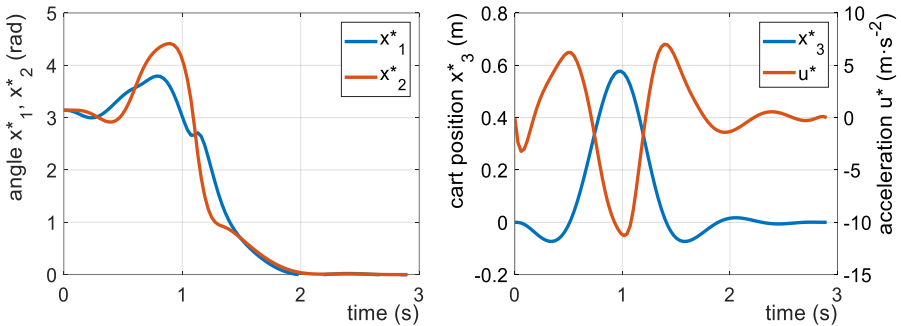 5
4
3
2
1
0
0
1
2
3
angle x*₁, x*₂ (rad)
time (s)
x*₁
x*₂
0.8
0.6
0.4
0.2
0
-0.2
0
1
2
3
cart position x*₃ (m)
time (s)
x*₃
u*
10
5
0
-5
-10
-15
acceleration u* (m·s⁻²)